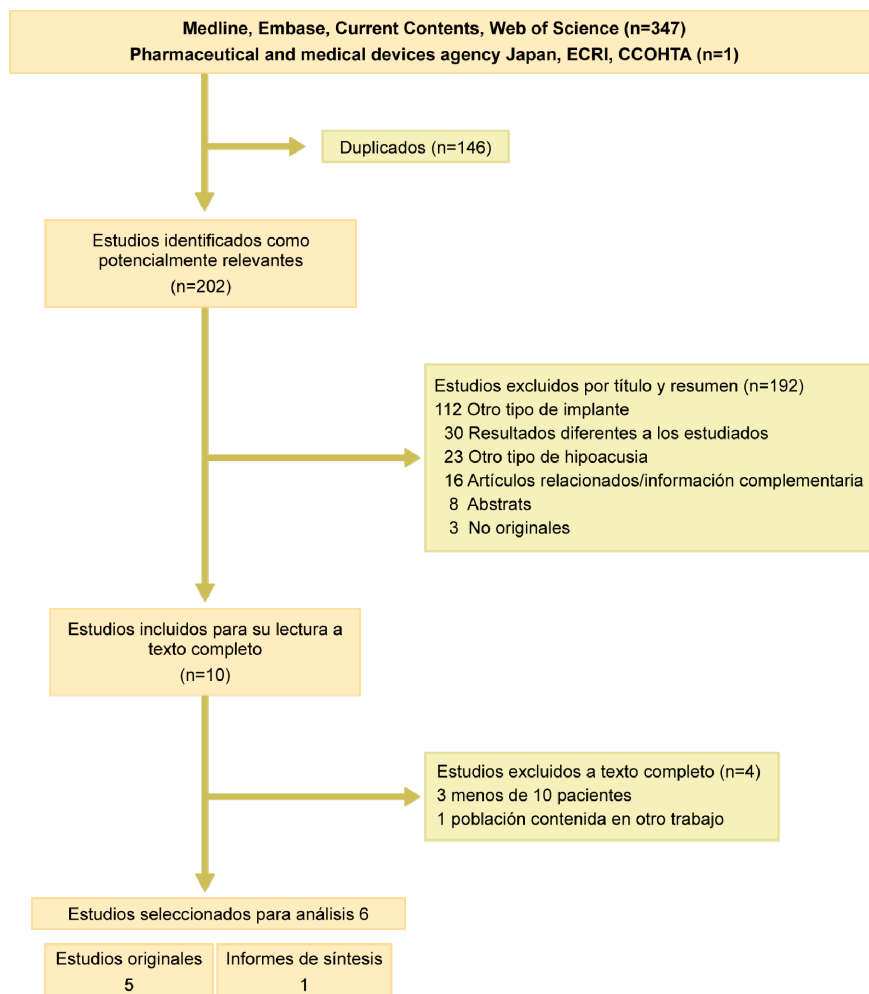 Medline, Embase, Current Contents, Web of Science (n=347)
Pharmaceutical and medical devices agency Japan, ECRI, CCOHTA (n=1)
Duplicados (n=146)
Estudios identificados como
potencialmente relevantes
(n=202)
Estudios excluidos por título y resumen (n=192)
112 Otro tipo de implante
30 Resultados diferentes a los estudiados
23 Otro tipo de hipoacusia
16 Artículos relacionados/información complementaria
8 Abstrats
3 No originales
Estudios incluidos para su lectura a
texto completo
(n=10)
Estudios excluidos a texto completo (n=4)
3 menos de 10 pacientes
1 población contenida en otro trabajo
Estudios seleccionados para análisis 6
Estudios originales
5
Informes de síntesis
1